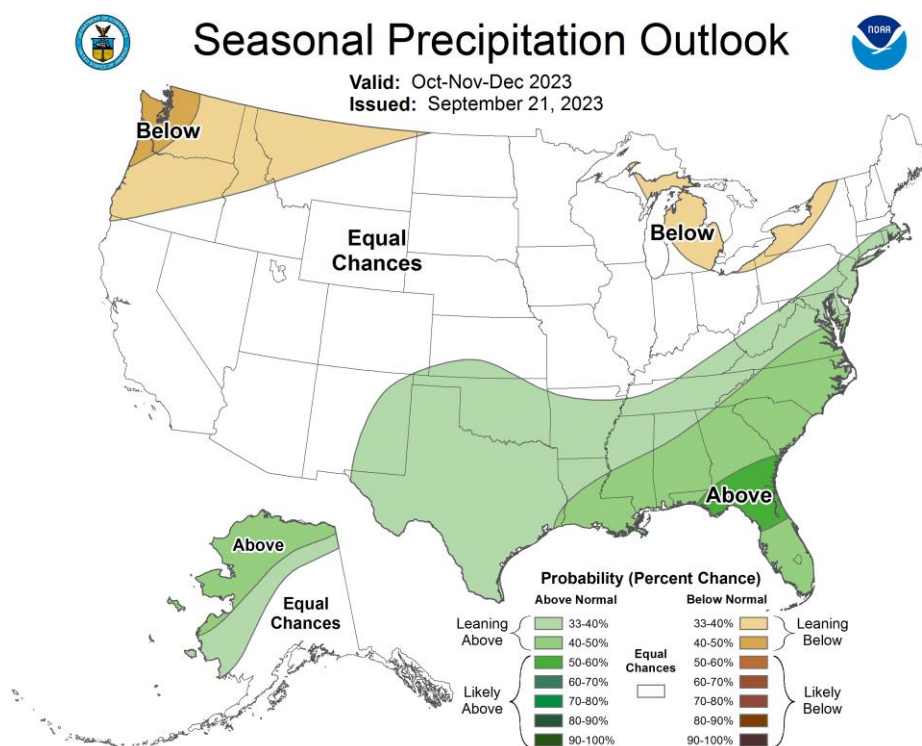 Seasonal Precipitation Outlook
NOAA
Valid: Oct-Nov-Dec 2023
Issued: September 21, 2023
Below
Equal
Chances
Below
Above
Above
Equal
Chances
Probability (Percent Chance)
Above Normal
Below Normal
Leaning
Above
33-40%
40-50%
Likely
Above
50-60%
60-70%
70-80%
80-90%
90-100%
Equal
Chances
33-40%
40-50%
Leaning
Below
50-60%
60-70%
70-80%
80-90%
90-100%
Likely
Below